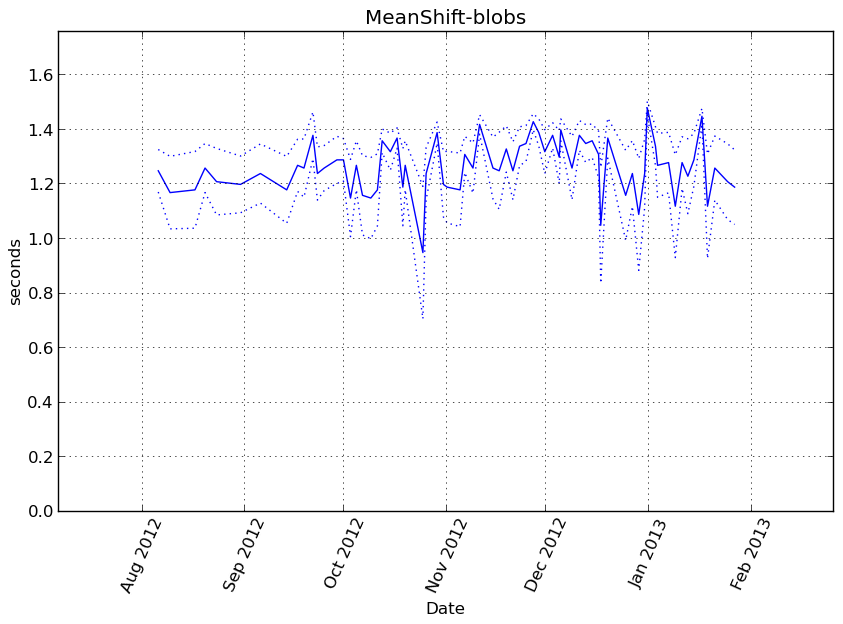 MeanShift-blobs
1.6
1.4
1.2
1.0
0.8
0.6
0.4
0.2
0.0
seconds
Aug 2012
Sep 2012
Oct 2012
Nov 2012
Dec 2012
Jan 2013
Feb 2013
Date